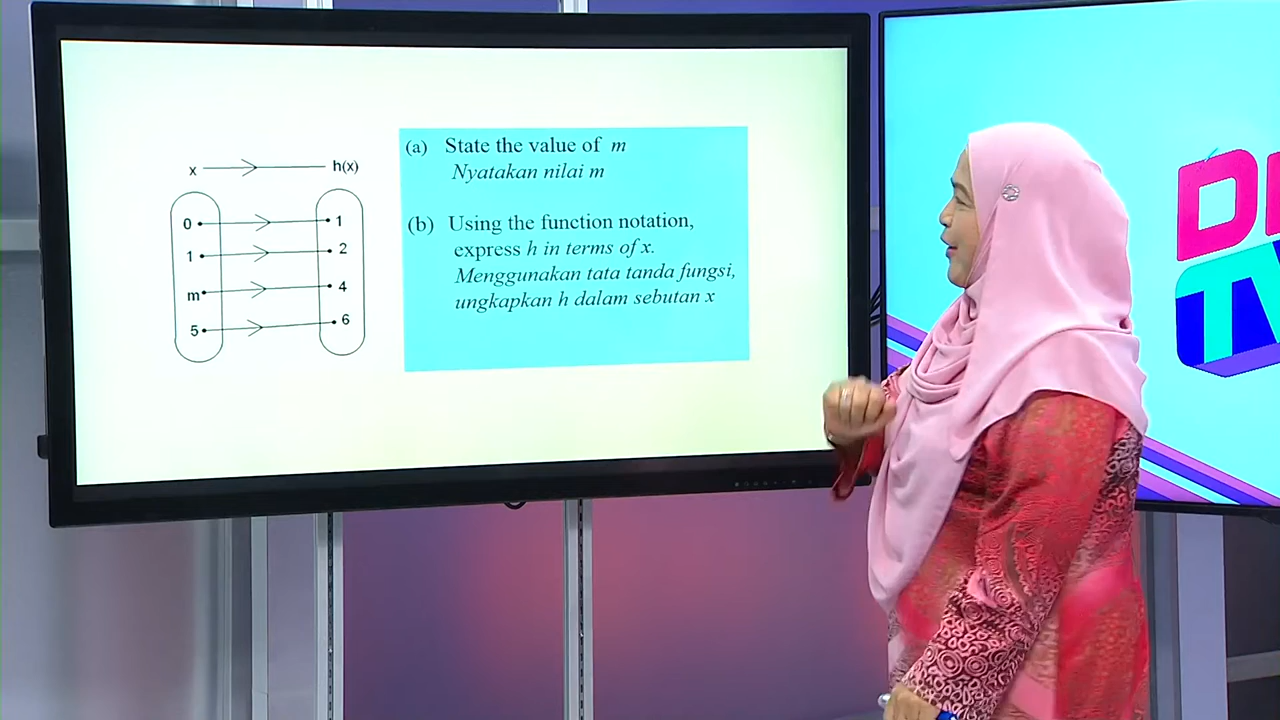 x h(x)
0 1
1 2
m 4
5 6
(a) State the value of m
Nyatakan nilai m
(b) Using the function notation,
express h in terms of x.
Menggunakan tata tanda fungsi,
ungkapkan h dalam sebutan x
TV